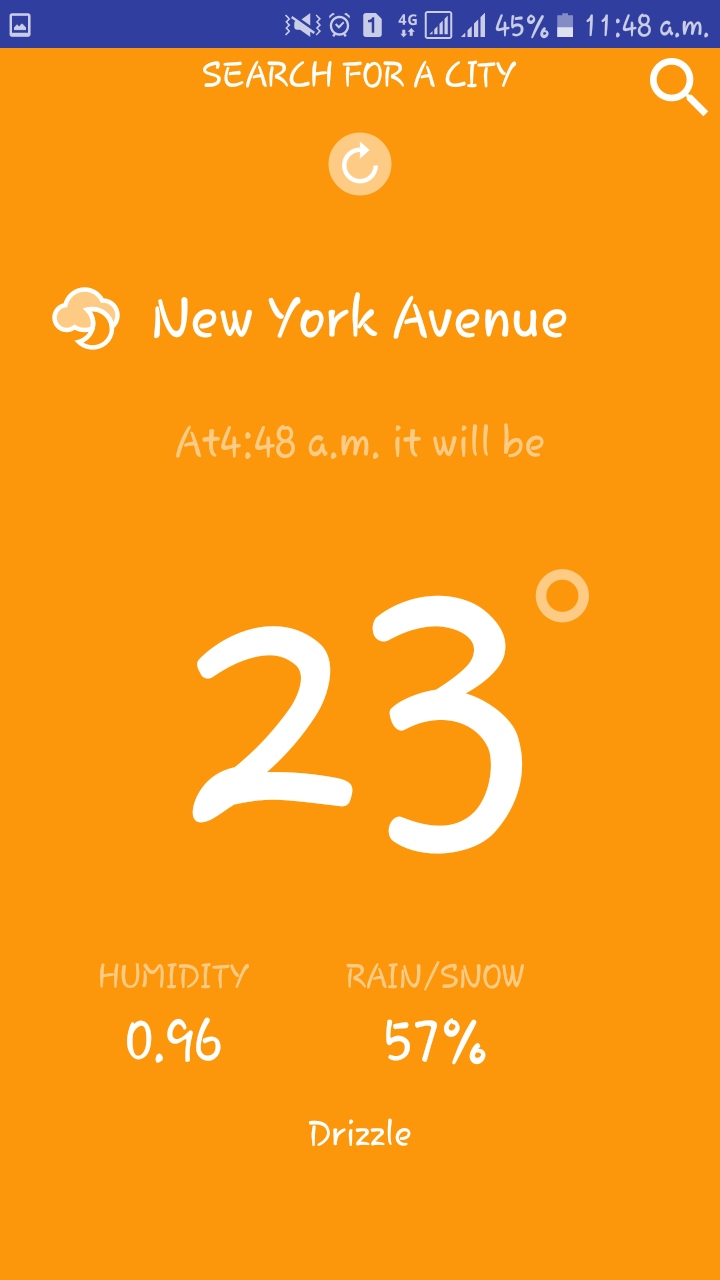 1 4G 45% 11:48 a.m.
SEARCH FOR A CITY
New York Avenue
At4:48 a.m. it will be
23
HUMIDITY RAIN/SNOW
0.96 57%
Drizzle